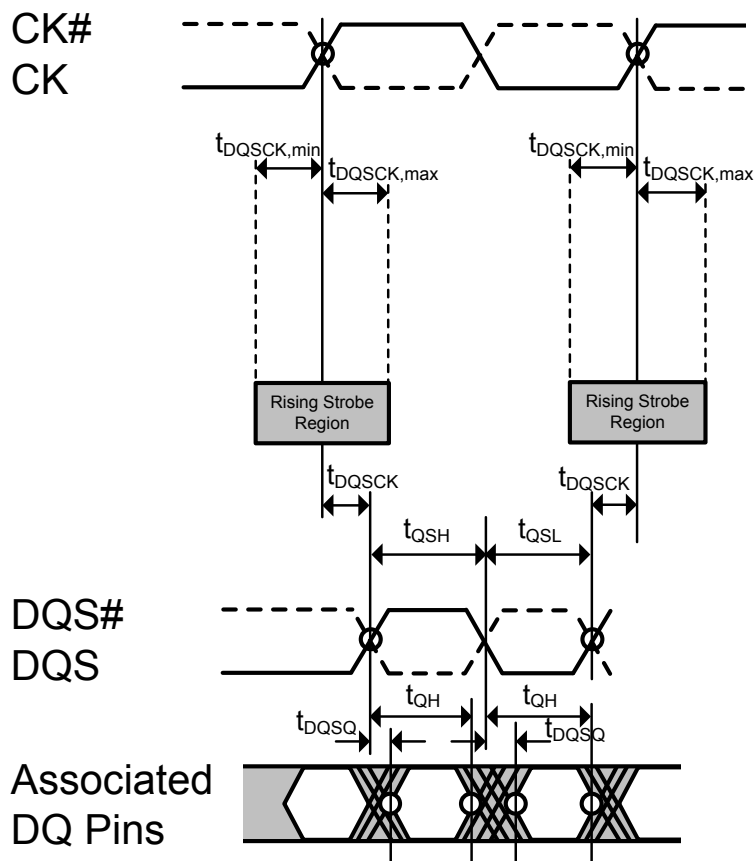 CK#
CK
tDQSCK,min
tDQSCK,max
tDQSCK,min
tDQSCK,max
Rising Strobe
Region
Rising Strobe
Region
tDQSCK
tDQSCK
tQSH
tQSL
DQS#
DQS
tQH
tQH
tDQSQ
tDQSQ
Associated
DQ Pins